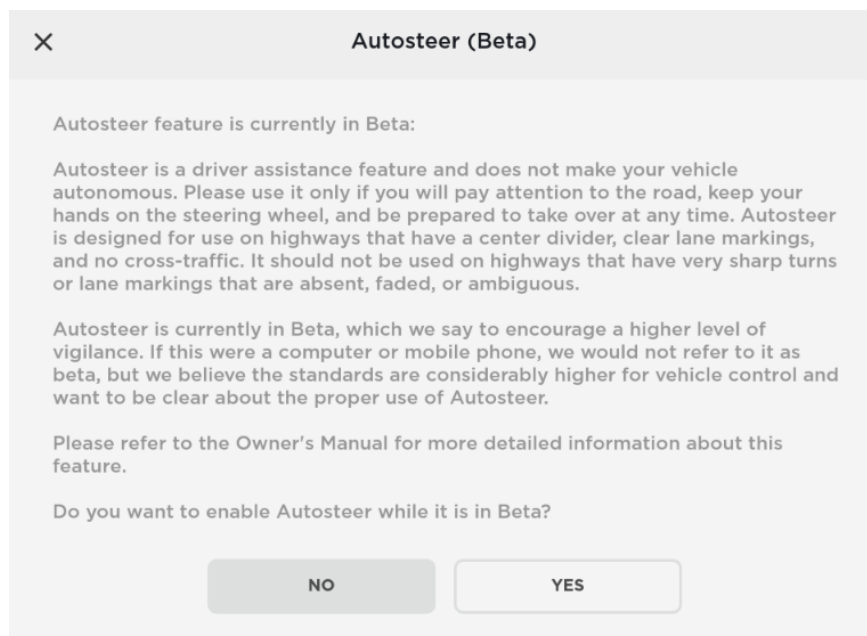 Autosteer (Beta)
Autosteer feature is currently in Beta:
Autosteer is a driver assistance feature and does not make your vehicle
autonomous. Please use it only if you will pay attention to the road, keep your
hands on the steering wheel, and be prepared to take over at any time. Autosteer
is designed for use on highways that have a center divider, clear lane markings,
and no cross-traffic. It should not be used on highways that have very sharp turns
or lane markings that are absent, faded, or ambiguous.
Autosteer is currently in Beta, which we say to encourage a higher level of
vigilance. If this were a computer or mobile phone, we would not refer to it as
beta, but we believe the standards are considerably higher for vehicle control and
want to be clear about the proper use of Autosteer.
Please refer to the Owner's Manual for more detailed information about this
feature.
Do you want to enable Autosteer while it is in Beta?
NO
YES